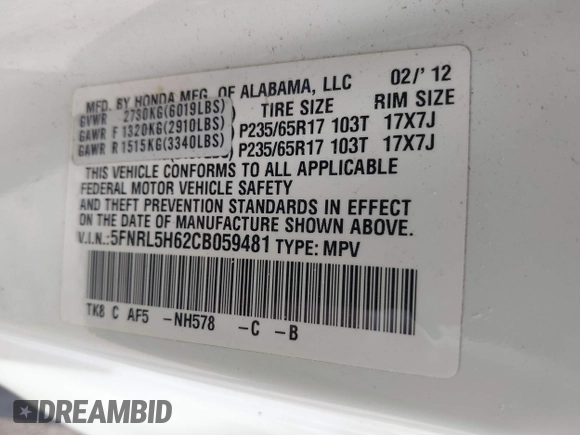 MFD. BY HONDA MFG. OF ALABAMA, LLC 02/' 12
TIRE SIZE RIM SIZE
GVWR 2730KG(6019LBS)
GAWR F 1320KG(2910LBS) P235/65R17 103T 17X7J
GAWR R 1515KG(3340LBS) P235/65R17 103T 17X7J
THIS VEHICLE CONFORMS TO ALL APPLICABLE
FEDERAL MOTOR VEHICLE SAFETY
AND THEFT PREVENTION STANDARDS IN EFFECT
ON THE DATE OF MANUFACTURE SHOWN ABOVE.
V.I.N.:5FNRL5H62CB059481 TYPE: MPV
TK8 C AF5 -NH578 -C -B
DREAMBID